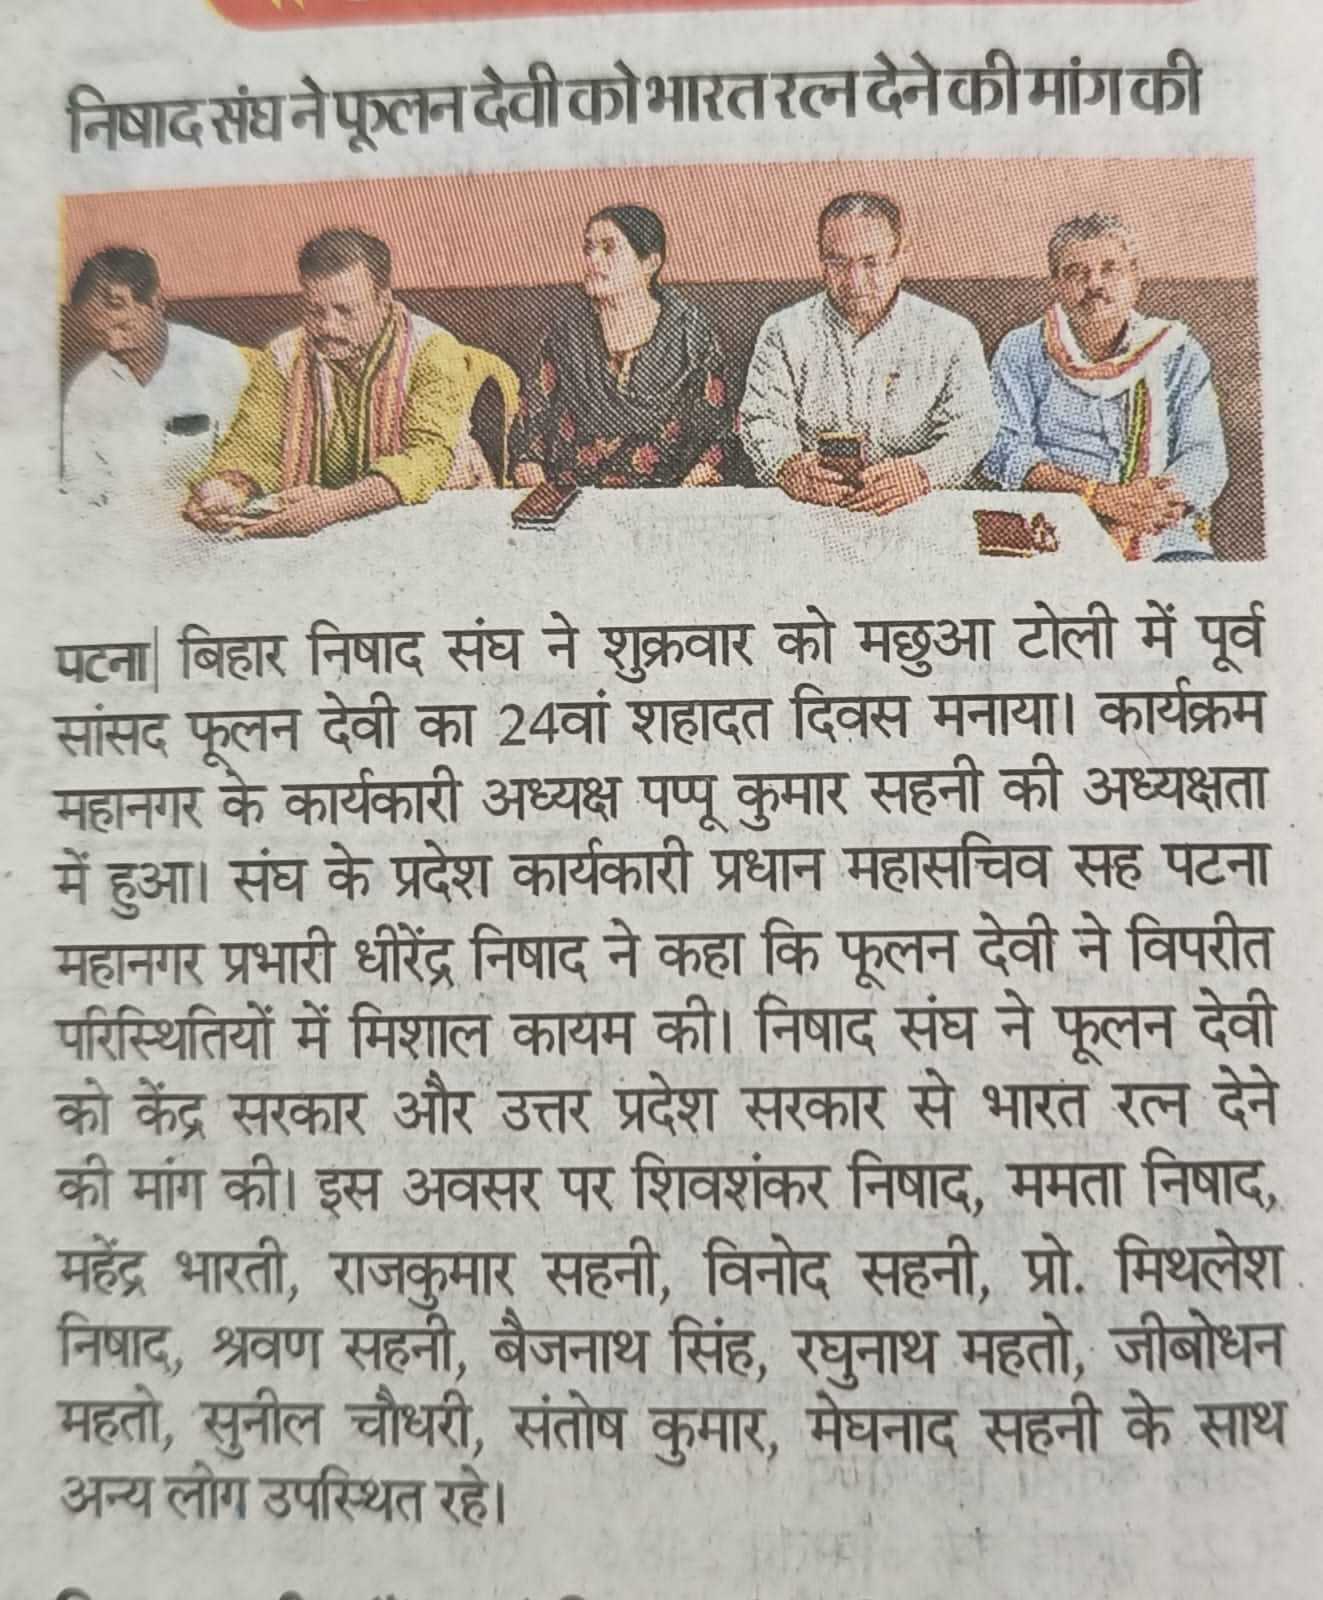 निषाद संघ ने फूलन देवी को भारत रत्न देने की मांग की
पटना| बिहार निषाद संघ ने शुक्रवार को मछुआ टोली में पूर्व
सांसद फूलन देवी का 24वां शहादत दिवस मनाया। कार्यक्रम
महानगर के कार्यकारी अध्यक्ष पप्पू कुमार सहनी की अध्यक्षता
में हुआ। संघ के प्रदेश कार्यकारी प्रधान महासचिव सह पटना
महानगर प्रभारी धीरेंद्र निषाद ने कहा कि फूलन देवी ने विपरीत
परिस्थितियों में मिशाल कायम की। निषाद संघ ने फूलन देवी
को केंद्र सरकार और उत्तर प्रदेश सरकार से भारत रत्न देने
की मांग की। इस अवसर पर शिवशंकर निषाद, ममता निषाद,
महेंद्र भारती, राजकुमार सहनी, विनोद सहनी, प्रो. मिथलेश
निषाद, श्रवण सहनी, बैजनाथ सिंह, रघुनाथ महतो, जीबोधन
महतो, सुनील चौधरी, संतोष कुमार, मेघनाद सहनी के साथ
अन्य लोग उपस्थित रहे।